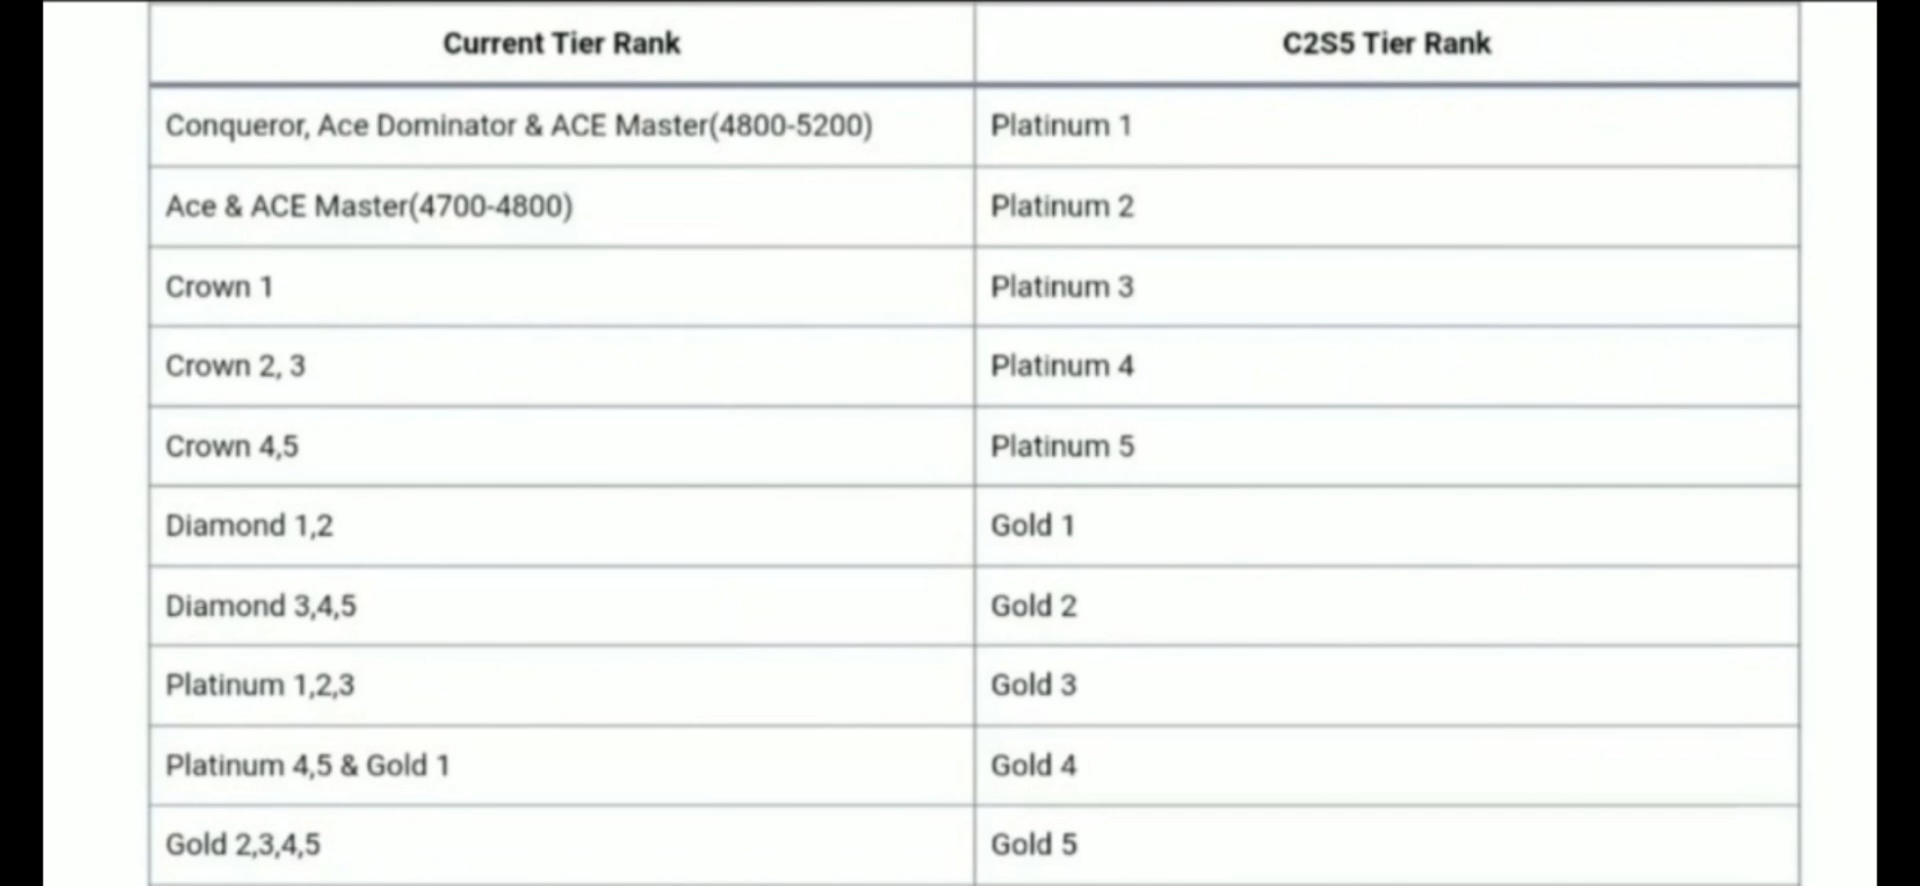 Current Tier Rank C2S5 Tier Rank
Conqueror, Ace Dominator & ACE Master(4800-5200) Platinum 1
Ace & ACE Master(4700-4800) Platinum 2
Crown 1 Platinum 3
Crown 2, 3 Platinum 4
Crown 4,5 Platinum 5
Diamond 1,2 Gold 1
Diamond 3,4,5 Gold 2
Platinum 1,2,3 Gold 3
Platinum 4,5 & Gold 1 Gold 4
Gold 2,3,4,5 Gold 5